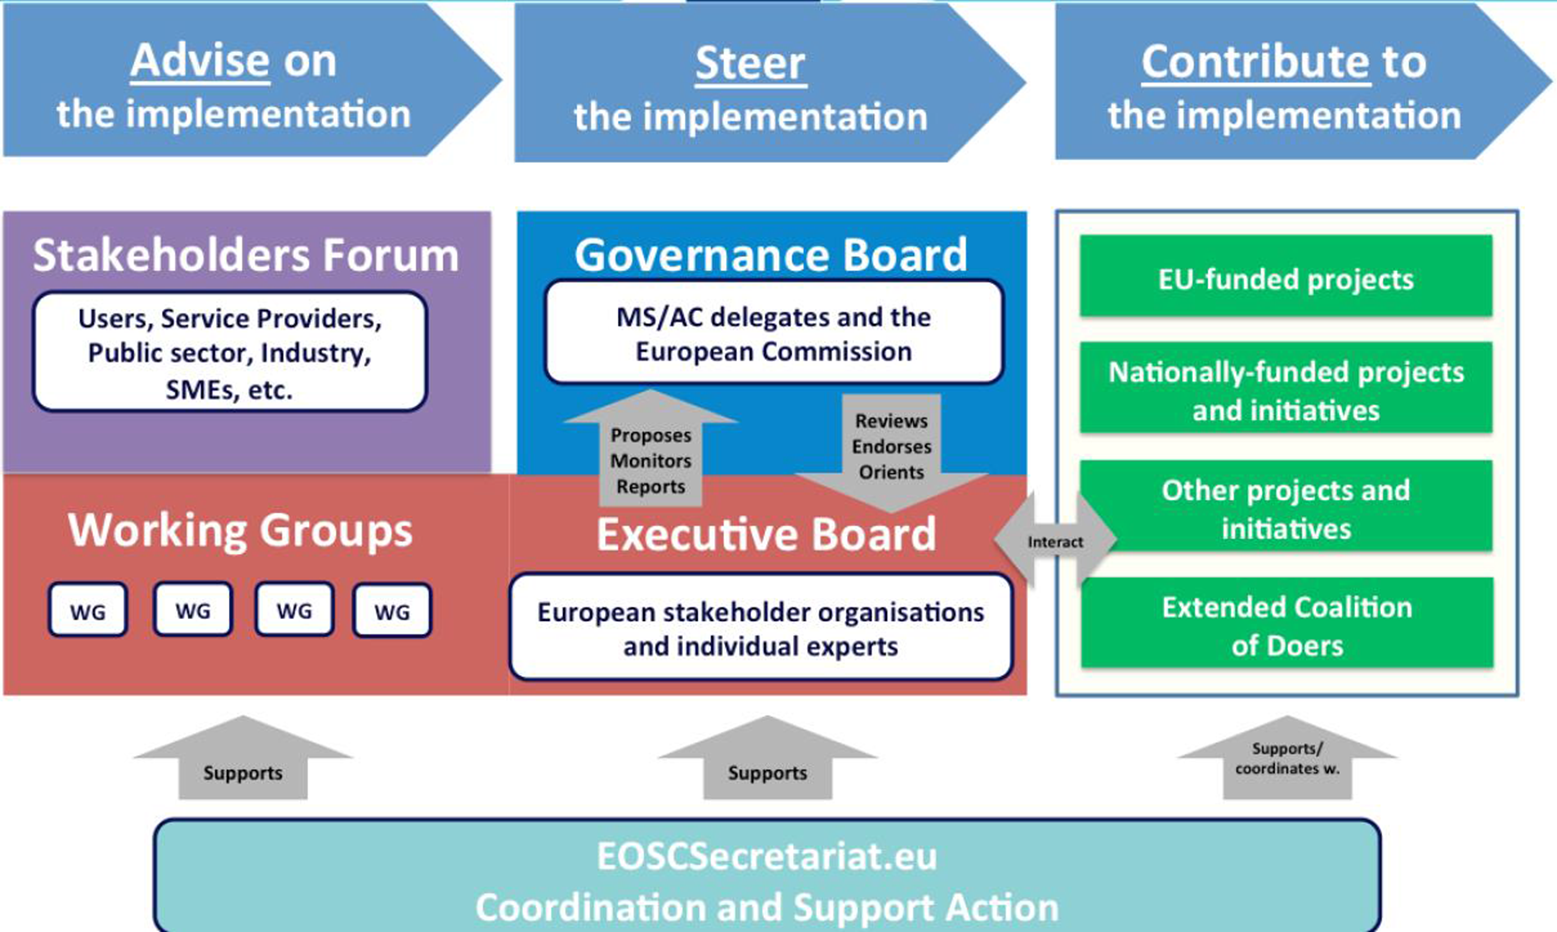 Advise on
the implementation
Steer
the implementation
Contribute to
the implementation
Stakeholders Forum
Users, Service Providers,
Public sector, Industry,
SMEs, etc.
Governance Board
MS/AC delegates and the
European Commission
Proposes
Monitors
Reports
Reviews
Endorses
Orients
EU-funded projects
Nationally-funded projects
and initiatives
Other projects and
initiatives
Extended Coalition
of Doers
Working Groups
WG
WG
WG
WG
Executive Board
European stakeholder organisations
and individual experts
Interact
Supports
Supports
Supports/
coordinates w.
EOSCSecretariat.eu
Coordination and Support Action